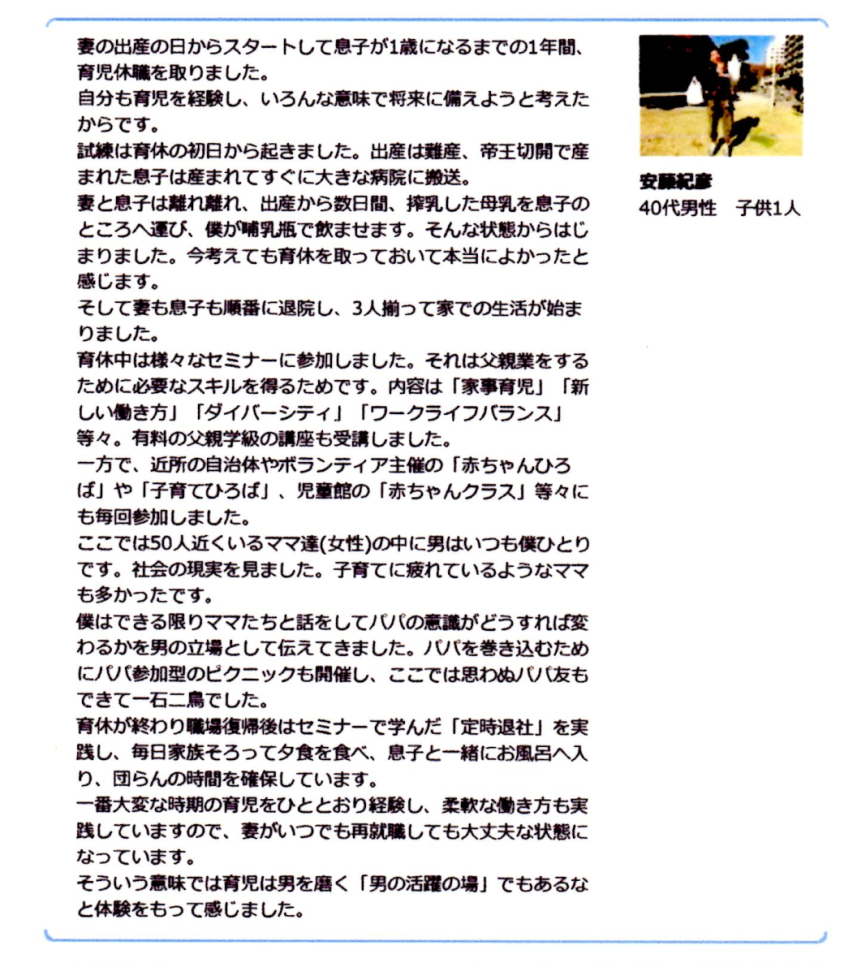 妻の出産の日からスタートして息子が1歳になるまでの1年間、
育児休職を取りました。
自分も育児を経験し、いろんな意味で将来に備えようと考えた
からです。
試練は育休の初日から起きました。出産は難産、帝王切開で産
まれた息子は産まれてすぐに大きな病院に搬送。
妻と息子は離れ離れ、出産から数日間、搾乳した母乳を息子の
ところへ運び、僕が哺乳瓶で飲ませます。そんな状態からはじ
まりました。今考えても育休を取っておいて本当によかったと
感じます。
そして妻も息子も順番に退院し、3人揃って家での生活が始ま
りました。
育休中は様々なセミナーに参加しました。それは父親業をする
ために必要なスキルを得るためです。内容は「家事育児」「新
しい働き方」「ダイバーシティ」「ワークライフバランス」
等々。有料の父親学級の講座も受講しました。
一方で、近所の自治体やボランティア主催の「赤ちゃんひろ
ば」や「子育てひろば」、児童館の「赤ちゃんクラス」等々に
も毎回参加しました。
ここでは50人近くいるママ達(女性)の中に男はいつも僕ひとり
です。社会の現実を見ました。子育てに疲れているようなママ
も多かったです。
僕はできる限りママたちと話をしてパパの意識がどうすれば変
わるかを男の立場として伝えてきました。パパを巻き込むため
にパパ参加型のピクニックも開催し、ここでは思わぬパパ友も
できて一石二鳥でした。
育休が終わり職場復帰後はセミナーで学んだ「定時退社」を実
践し、毎日家族そろって夕食を食べ、息子と一緒にお風呂へ入
り、団らんの時間を確保しています。
一番大変な時期の育児をひととおり経験し、柔軟な働き方も実
践していますので、妻がいつでも再就職しても大丈夫な状態に
なっています。
そういう意味では育児は男を磨く「男の活躍の場」でもあるな
と体験をもって感じました。
安藤紀彦
40代男性　子供1人